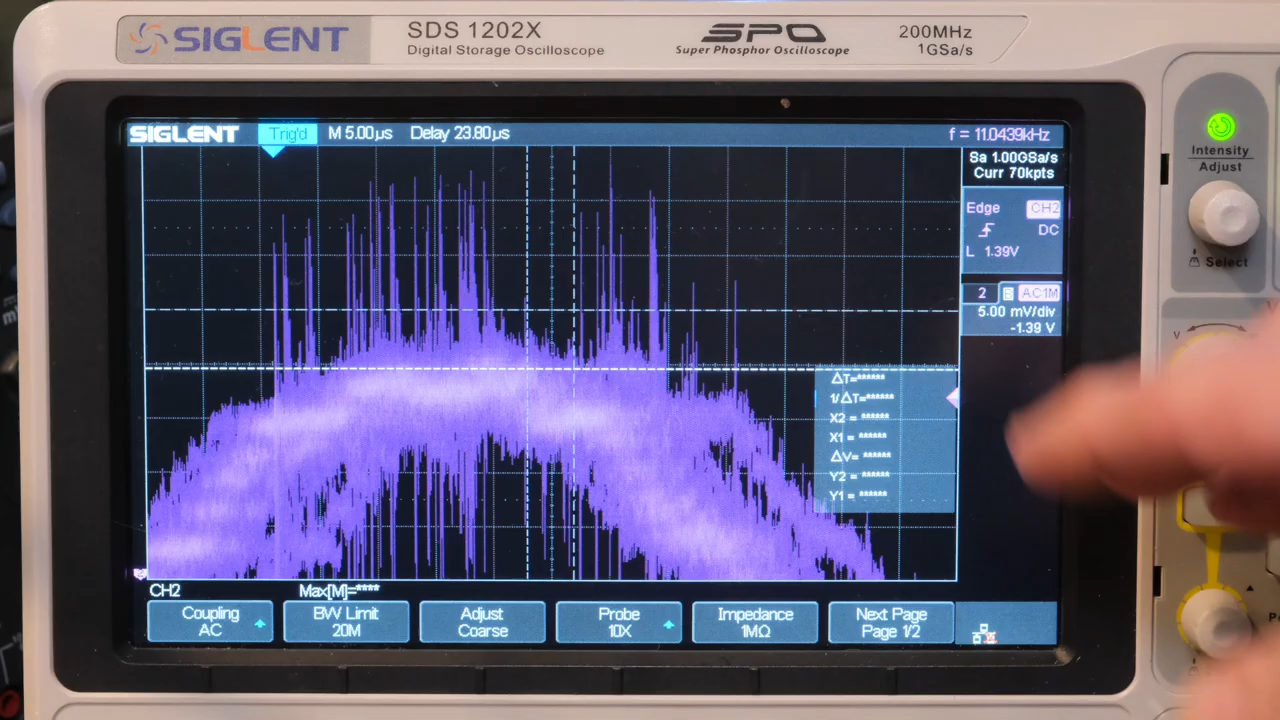 SIGLENT SDS 1202X SPO 200MHz
Digital Storage Oscilloscope Super Phosphor Oscilloscope 1GSa/s
SIGLENT Trig'd M 5.00µs Delay 23.80µs f = 11.0439kHz
Sa 1.00GSa/s
Curr 70kpts
Edge CH2
DC
L 1.39V
2 B AC1M
5.00 mV/div
-1.39 V
ΔT=******
1/ΔT=******
X2 = ******
X1 = ******
ΔV= ******
Y2 = ******
Y1 = ******
CH2 Max[M]=****
Coupling
AC
BW Limit
20M
Adjust
Coarse
Probe
10X
Impedance
1MΩ
Next Page
Page 1/2
Intensity
Adjust
Select
V